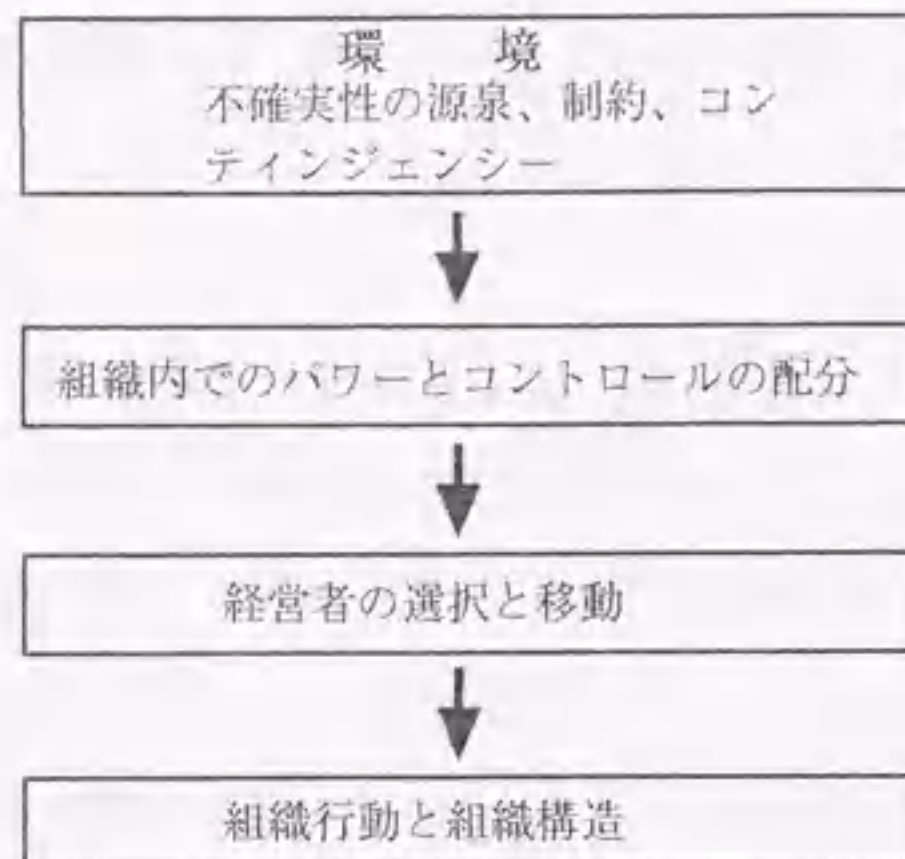 環　境
不確実性の源泉、制約、コン
ティンジェンシー
組織内でのパワーとコントロールの配分
経営者の選択と移動
組織行動と組織構造